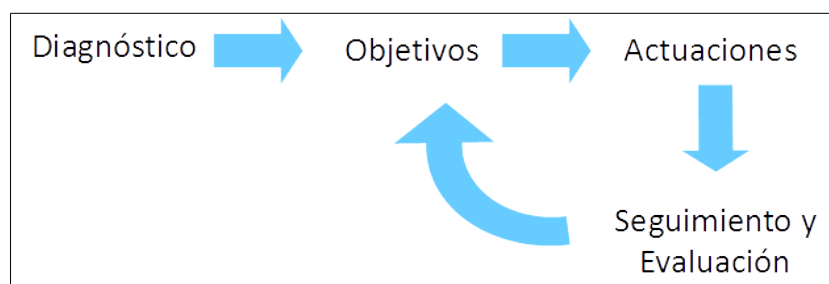 Diagnóstico
Objetivos
Actuaciones
Seguimiento y
Evaluación